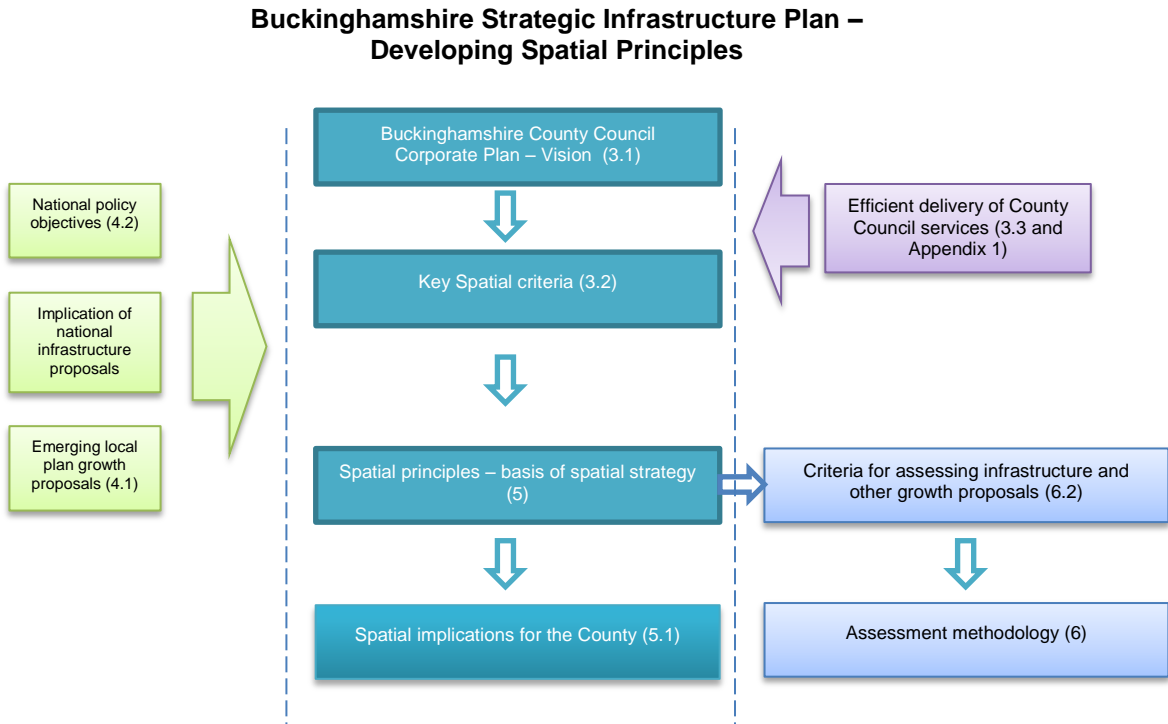 Buckinghamshire Strategic Infrastructure Plan –
Developing Spatial Principles
Buckinghamshire County Council
Corporate Plan – Vision (3.1)
National policy
objectives (4.2)
Efficient delivery of County
Council services (3.3 and
Appendix 1)
Key Spatial criteria (3.2)
Implication of
national
infrastructure
proposals
Emerging local
plan growth
proposals (4.1)
Spatial principles – basis of spatial strategy
(5)
Criteria for assessing infrastructure and
other growth proposals (6.2)
Spatial implications for the County (5.1)
Assessment methodology (6)